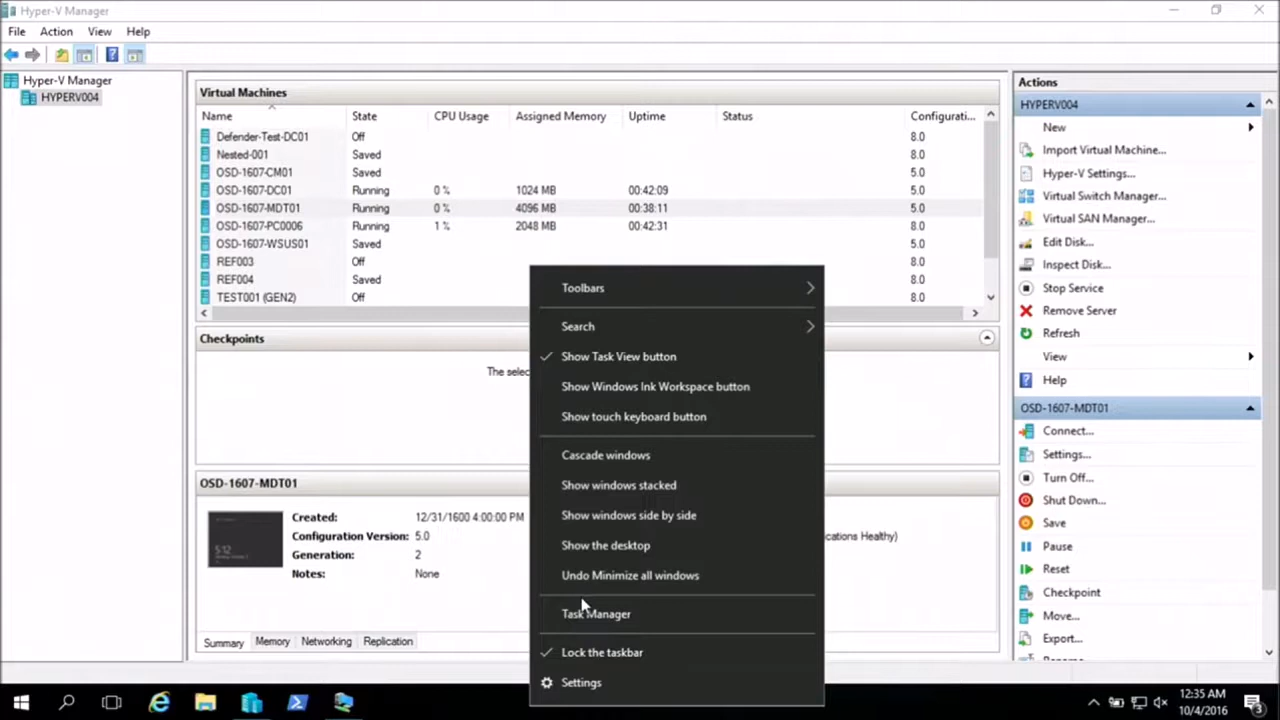 Hyper-V Manager
File Action View Help
Hyper-V Manager
HYPERV004
Virtual Machines
Name State CPU Usage Assigned Memory Uptime Status Configurati...
Defender-Test-DC01 Off 8.0
Nested-001 Saved 8.0
OSD-1607-CM01 Saved 5.0
OSD-1607-DC01 Running 0 % 1024 MB 00:42:09 5.0
OSD-1607-MDT01 Running 0 % 4096 MB 00:38:11 5.0
OSD-1607-PC0006 Running 1 % 2048 MB 00:42:31 8.0
OSD-1607-WSUS01 Saved 5.0
REF003 Off 8.0
REF004 Saved 8.0
TEST001 (GEN2) Off 8.0
Checkpoints
The selec
OSD-1607-MDT01
Created: 12/31/1600 4:00:00 PM
Configuration Version: 5.0
Generation: 2
Notes: None
cations Healthy)
5:12
Summary Memory Networking Replication
Toolbars
Search
Show Task View button
Show Windows Ink Workspace button
Show touch keyboard button
Cascade windows
Show windows stacked
Show windows side by side
Show the desktop
Undo Minimize all windows
Task Manager
Lock the taskbar
Settings
Actions
HYPERV004
New
Import Virtual Machine...
Hyper-V Settings...
Virtual Switch Manager...
Virtual SAN Manager...
Edit Disk...
Inspect Disk...
Stop Service
Remove Server
Refresh
View
Help
OSD-1607-MDT01
Connect...
Settings...
Turn Off...
Shut Down...
Save
Pause
Reset
Checkpoint
Move...
Export...
12:35 AM
10/4/2016
3